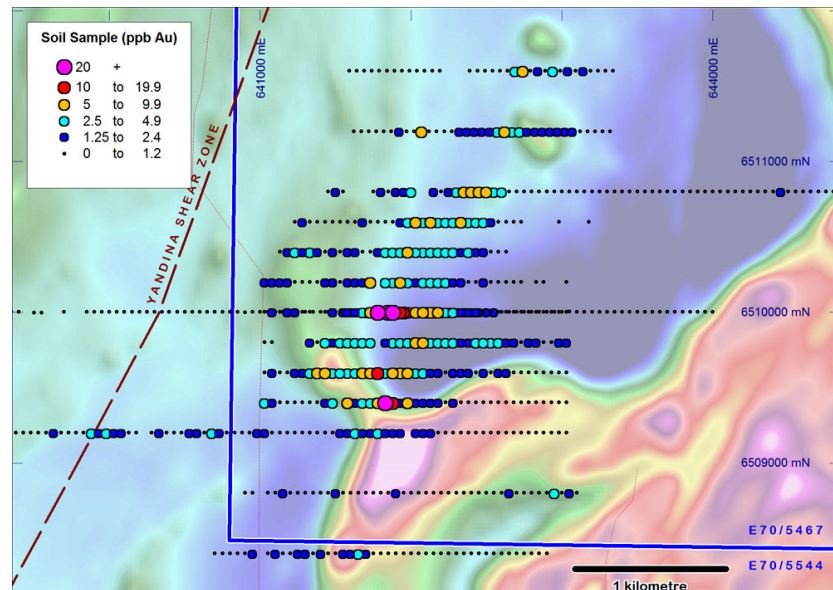 Soil Sample (ppb Au)
20 +
10 to 19.9
5 to 9.9
2.5 to 4.9
1.25 to 2.4
0 to 1.2
YANDINA SHEAR ZONE
641000 mE
644000 mE
6511000 mN
6510000 mN
6509000 mN
E70/5467
E70/5544
1 kilometre